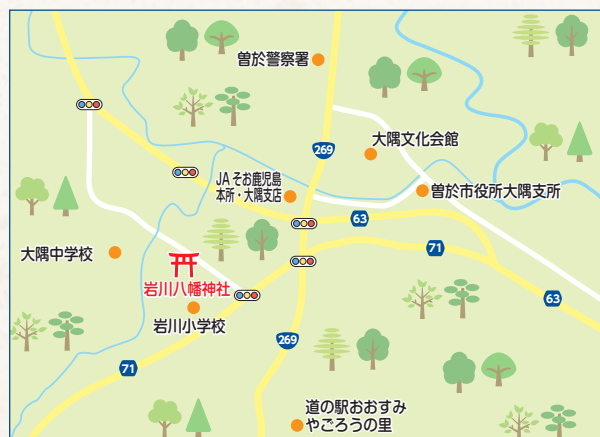 曽於警察署
269
大隅文化会館
JA そお鹿児島
本所・大隅支店
曽於市役所大隅支所
63
71
大隅中学校
岩川八幡神社
63
岩川小学校
269
71
道の駅おおすみ
やごろうの里